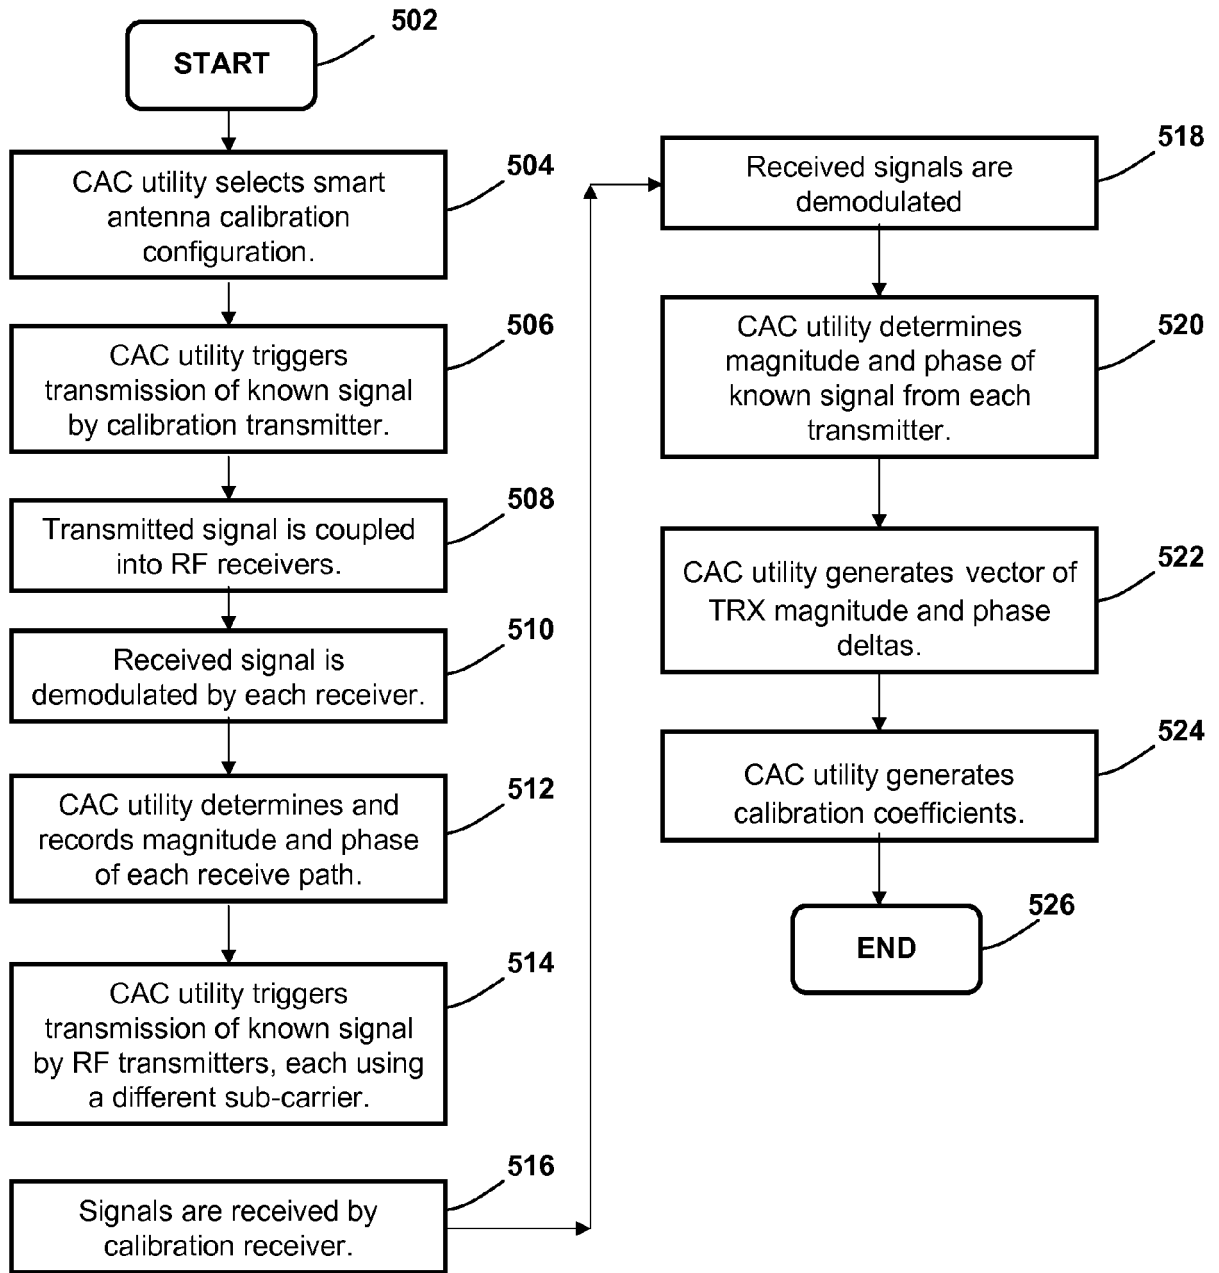 START
502
CAC utility selects smart
antenna calibration
configuration.
504
CAC utility triggers
transmission of known signal
by calibration transmitter.
506
Transmitted signal is coupled
into RF receivers.
508
Received signal is
demodulated by each receiver.
510
CAC utility determines and
records magnitude and phase
of each receive path.
512
CAC utility triggers
transmission of known signal
by RF transmitters, each using
a different sub-carrier.
514
Signals are received by
calibration receiver.
516
Received signals are
demodulated
518
CAC utility determines
magnitude and phase of
known signal from each
transmitter.
520
CAC utility generates vector of
TRX magnitude and phase
deltas.
522
CAC utility generates
calibration coefficients.
524
END
526